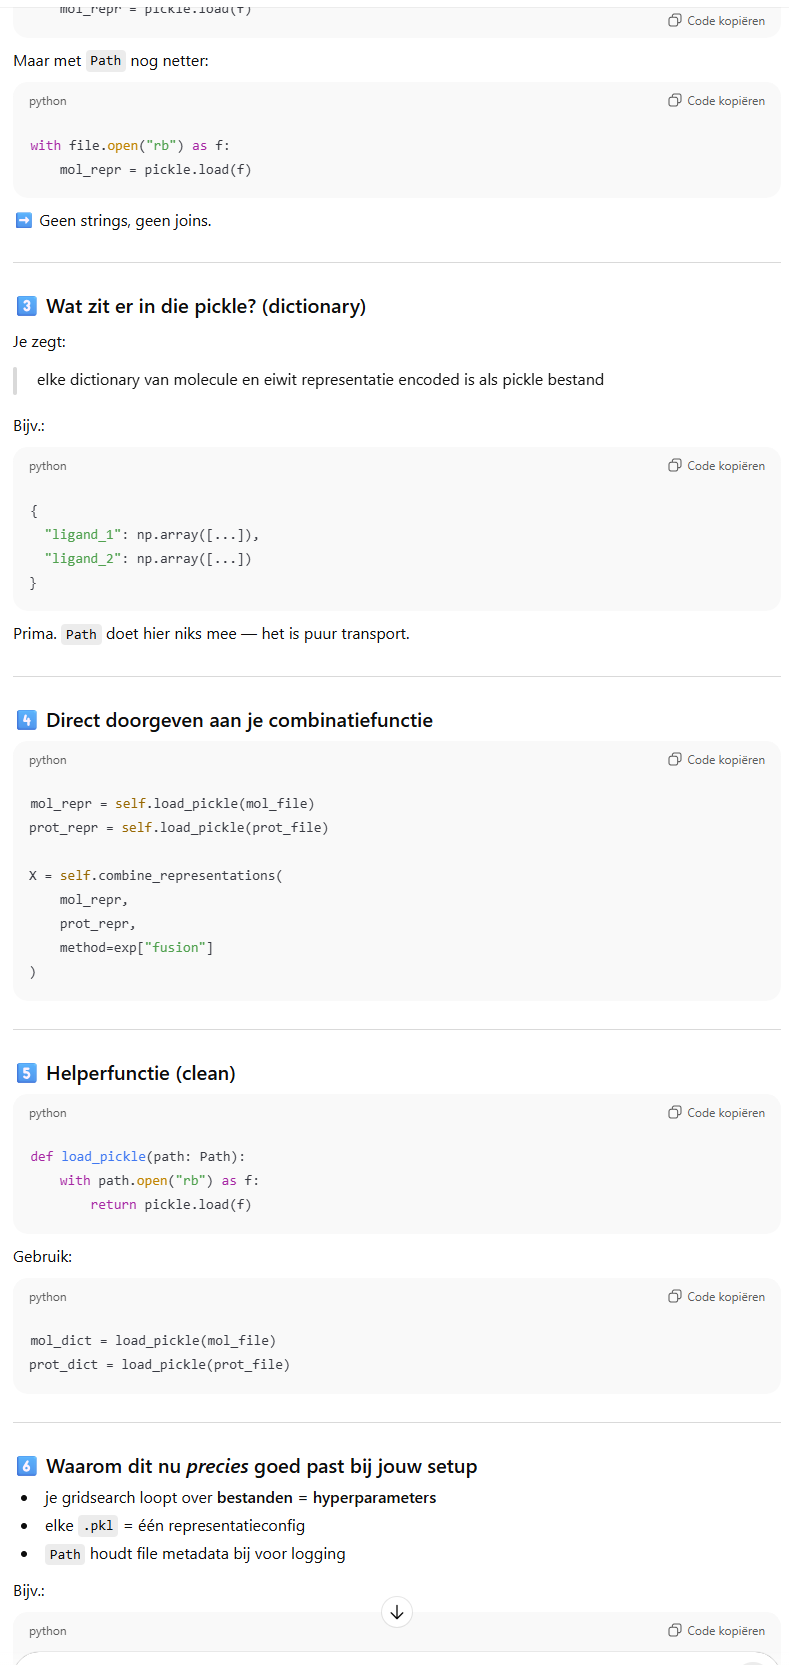 mol_repr = pickle.load(f)
Code kopiëren
Maar met Path nog netter:
python
Code kopiëren
with file.open("rb") as f:
    mol_repr = pickle.load(f)
➡️ Geen strings, geen joins.
3️⃣ Wat zit er in die pickle? (dictionary)
Je zegt:
elke dictionary van molecule en eiwit representatie encoded is als pickle bestand
Bijv.:
python
Code kopiëren
{
  "ligand_1": np.array([...]),
  "ligand_2": np.array([...])
}
Prima. Path doet hier niks mee — het is puur transport.
4️⃣ Direct doorgeven aan je combinatiefunctie
python
Code kopiëren
mol_repr = self.load_pickle(mol_file)
prot_repr = self.load_pickle(prot_file)
X = self.combine_representations(
    mol_repr,
    prot_repr,
    method=exp["fusion"]
)
5️⃣ Helperfunctie (clean)
python
Code kopiëren
def load_pickle(path: Path):
    with path.open("rb") as f:
        return pickle.load(f)
Gebruik:
python
Code kopiëren
mol_dict = load_pickle(mol_file)
prot_dict = load_pickle(prot_file)
6️⃣ Waarom dit nu precies goed past bij jouw setup
• je gridsearch loopt over bestanden = hyperparameters
• elke .pkl = één representatieconfig
• Path houdt file metadata bij voor logging
Bijv.:
python
Code kopiëren